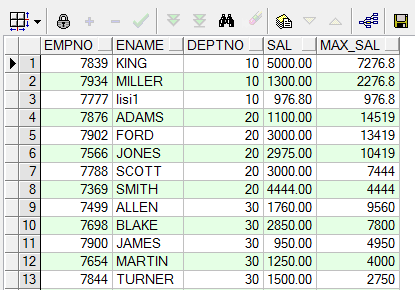 EMPNO ENAME DEPTNO SAL MAX_SAL
1 7839 KING 10 5000.00 7276.8
2 7934 MILLER 10 1300.00 2276.8
3 7777 lisi1 10 976.80 976.8
4 7876 ADAMS 20 1100.00 14519
5 7902 FORD 20 3000.00 13419
6 7566 JONES 20 2975.00 10419
7 7788 SCOTT 20 3000.00 7444
8 7369 SMITH 20 4444.00 4444
9 7499 ALLEN 30 1760.00 9560
10 7698 BLAKE 30 2850.00 7800
11 7900 JAMES 30 950.00 4950
12 7654 MARTIN 30 1250.00 4000
13 7844 TURNER 30 1500.00 2750